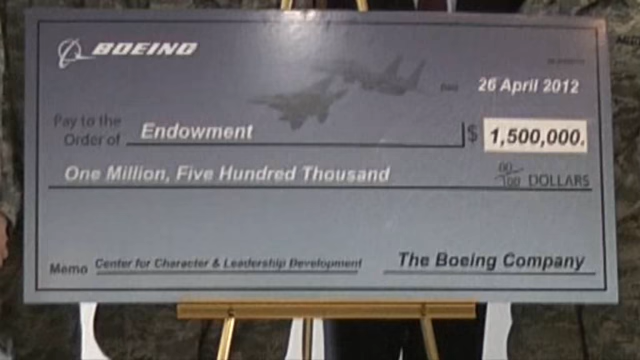 BOEING
26 April 2012
Pay to the
Order of Endowment $ 1,500,000.
One Million, Five Hundred Thousand 00/100 DOLLARS
Memo Center for Character & Leadership Development The Boeing Company